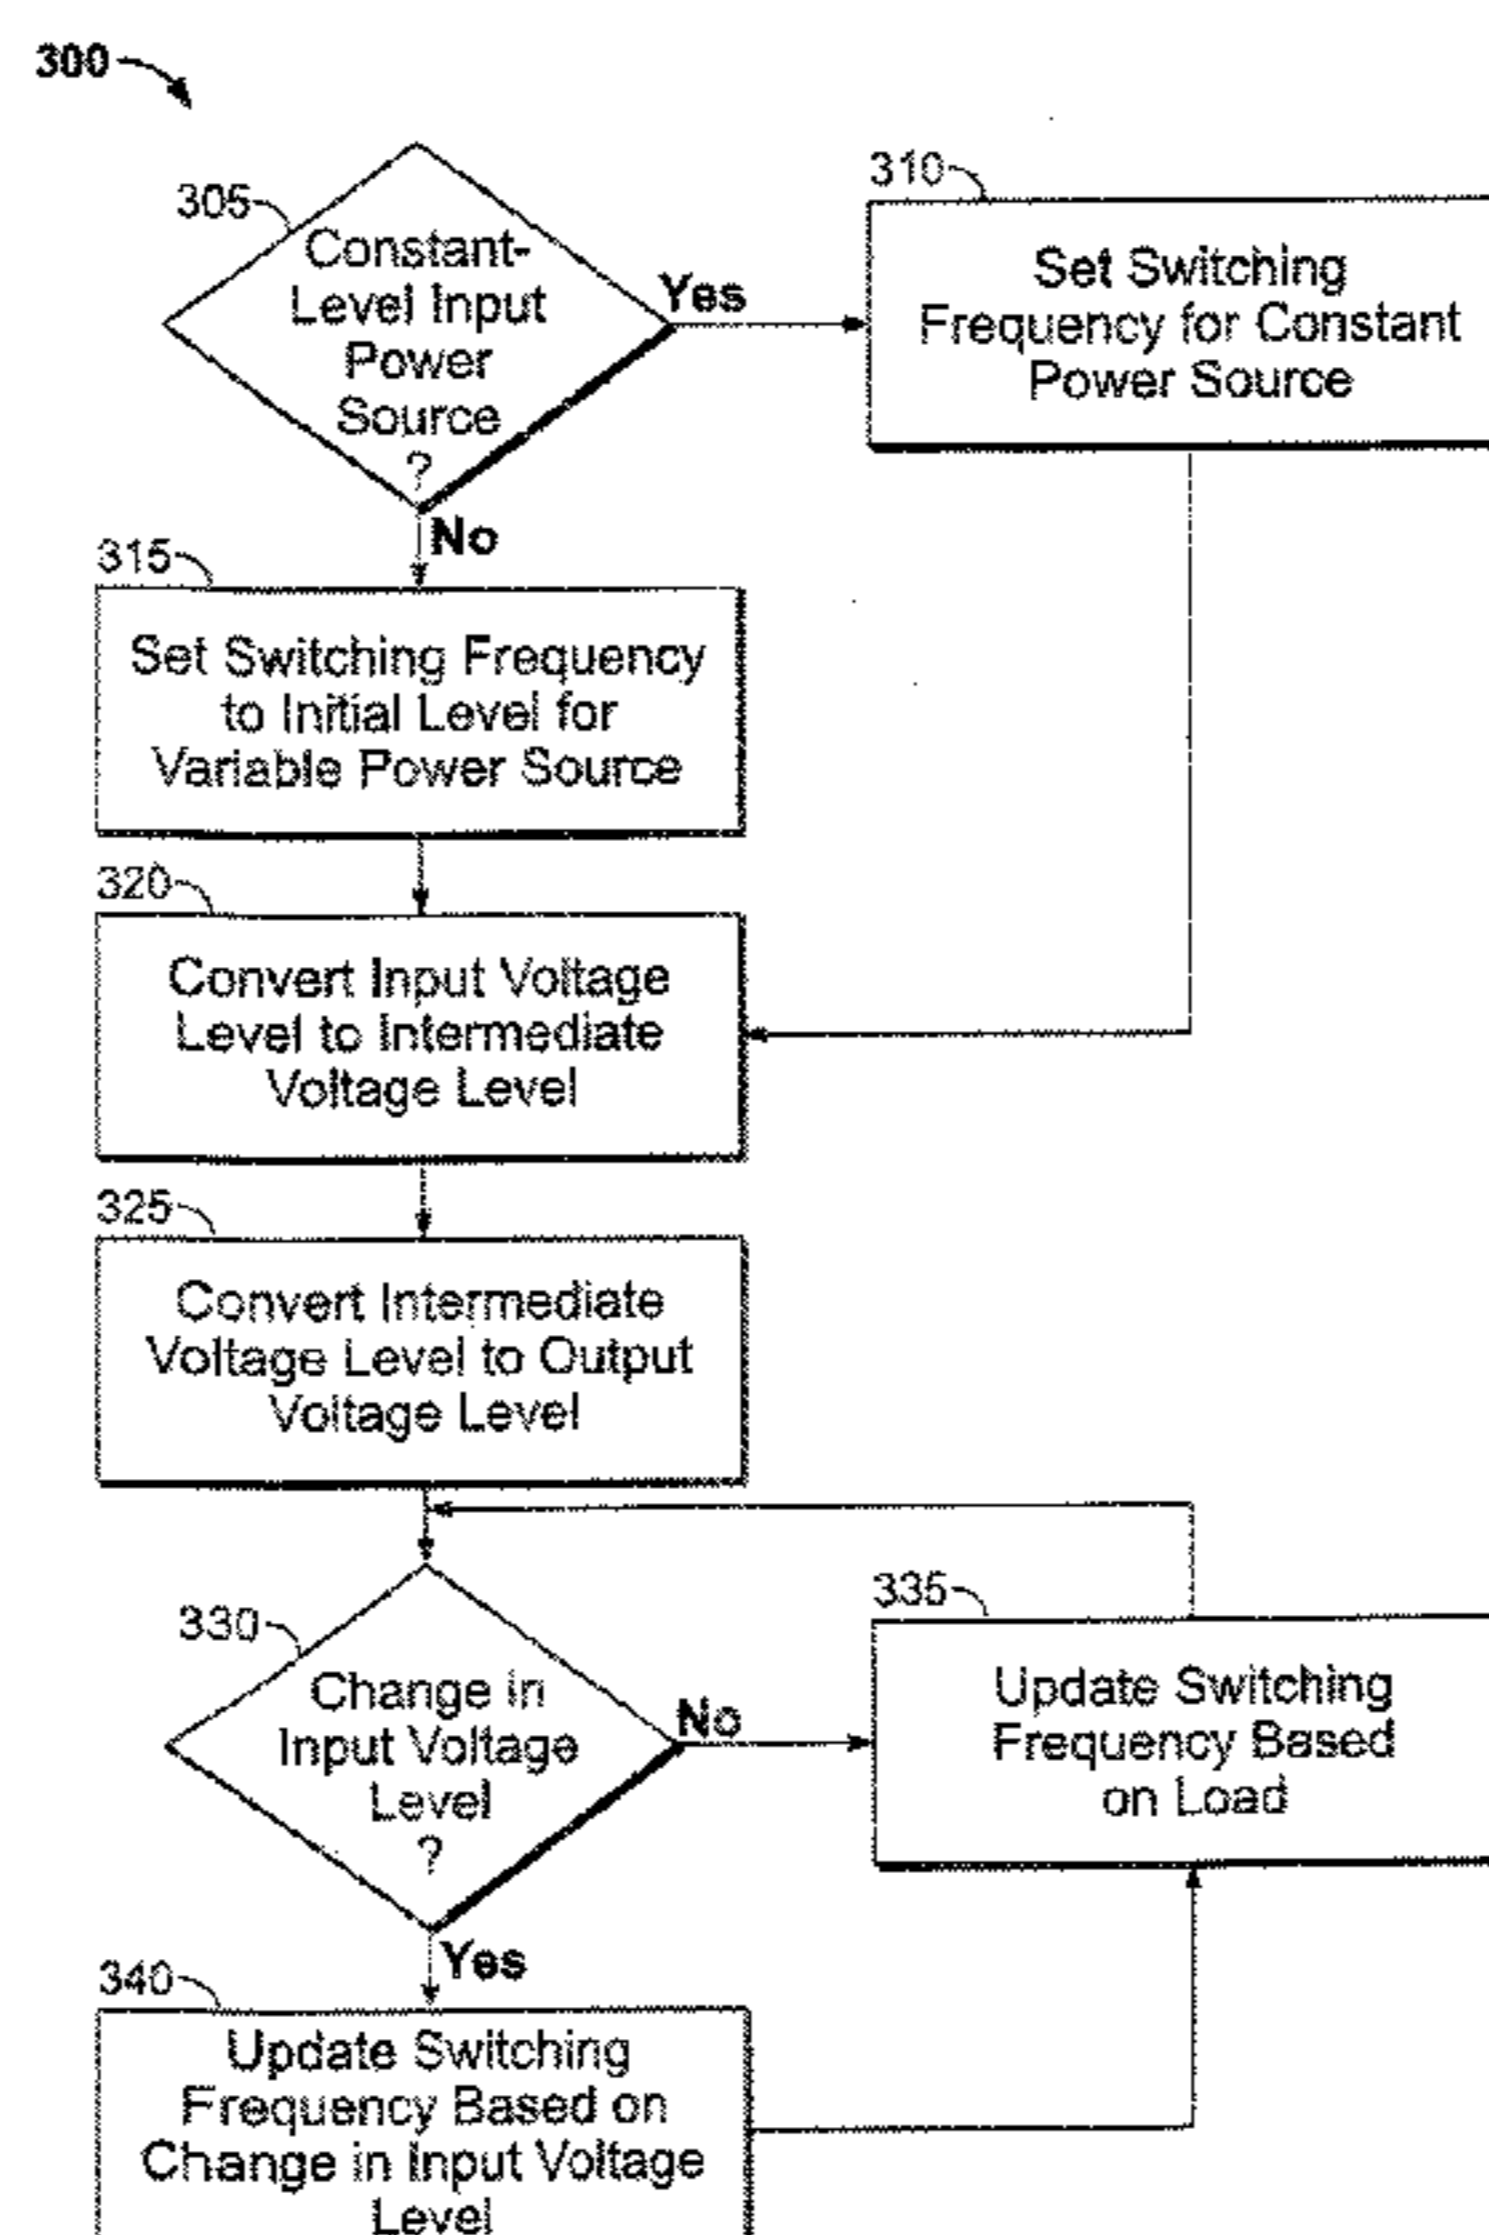 300
305
Constant-
Level Input
Power
Source
?
Yes
310
Set Switching
Frequency for Constant
Power Source
No
315
Set Switching Frequency
to Initial Level for
Variable Power Source
320
Convert Input Voltage
Level to Intermediate
Voltage Level
325
Convert Intermediate
Voltage Level to Output
Voltage Level
330
Change in
Input Voltage
Level
?
No
335
Update Switching
Frequency Based
on Load
Yes
340
Update Switching
Frequency Based on
Change in Input Voltage
Level